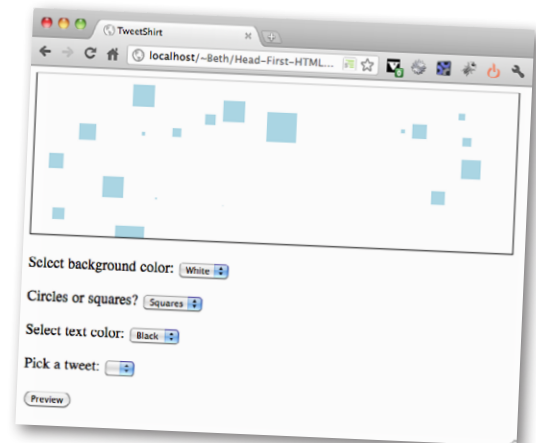 TweetShirt
localhost/~Beth/Head-First-HTML...
Select background color: White
Circles or squares? Squares
Select text color: Black
Pick a tweet:
Preview